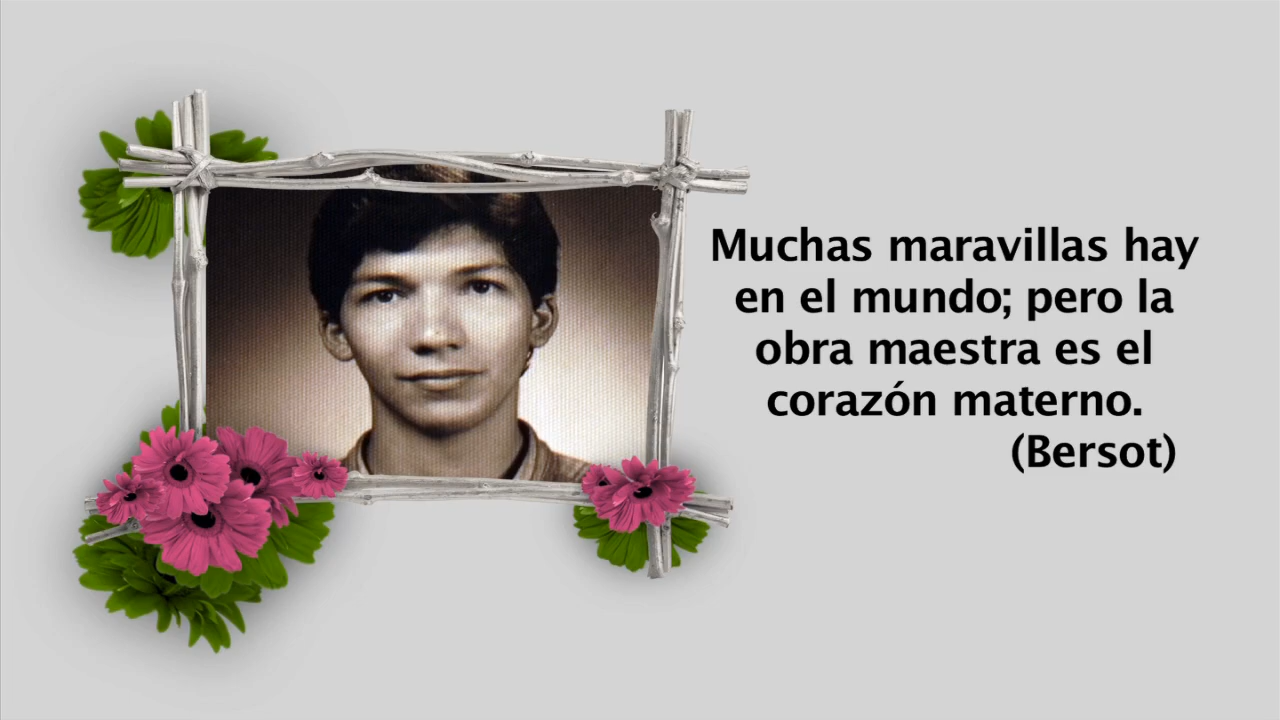 Muchas maravillas hay
en el mundo; pero la
obra maestra es el
corazón materno.
(Bersot)